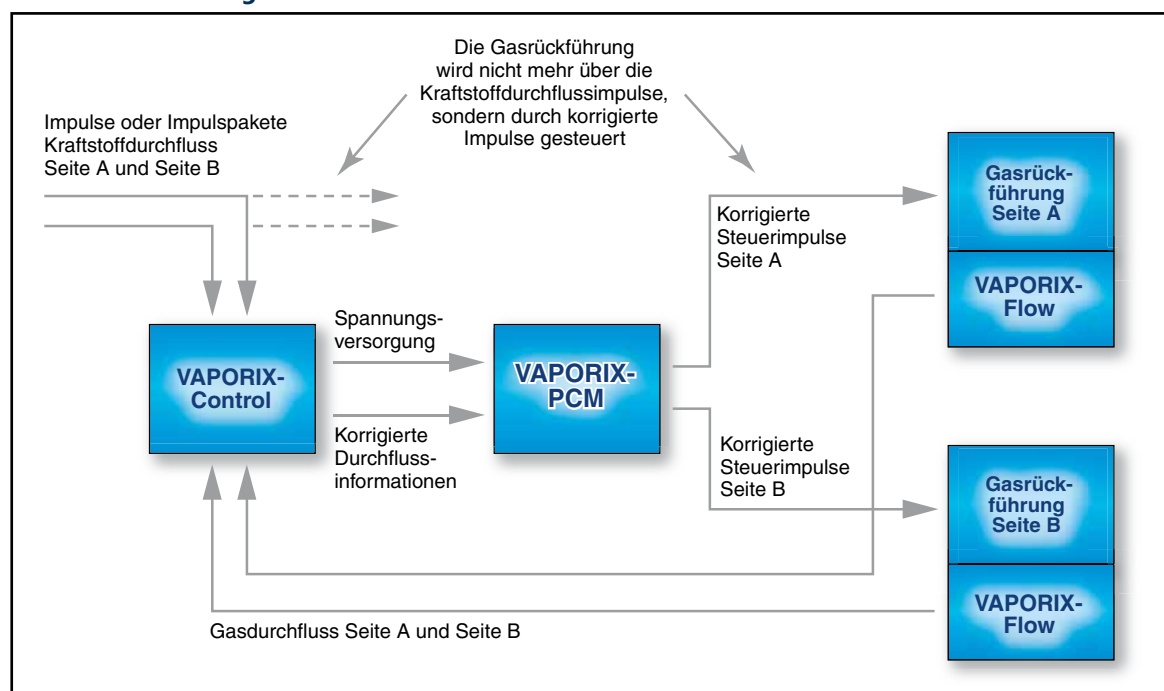 Die Gasrückführung
wird nicht mehr über die
Kraftstoffdurchflussimpulse,
sondern durch korrigierte
Impulse gesteuert
Impulse oder Impulspakete
Kraftstoffdurchfluss
Seite A und Seite B
Gasrück-
führung
Seite A
VAPORIX-
Flow
Korrigierte
Steuerimpulse
Seite A
Spannungs-
versorgung
VAPORIX-
Control
VAPORIX-
PCM
Korrigierte
Durchfluss-
informationen
Korrigierte
Steuerimpulse
Seite B
Gasrück-
führung
Seite B
VAPORIX-
Flow
Gasdurchfluss Seite A und Seite B